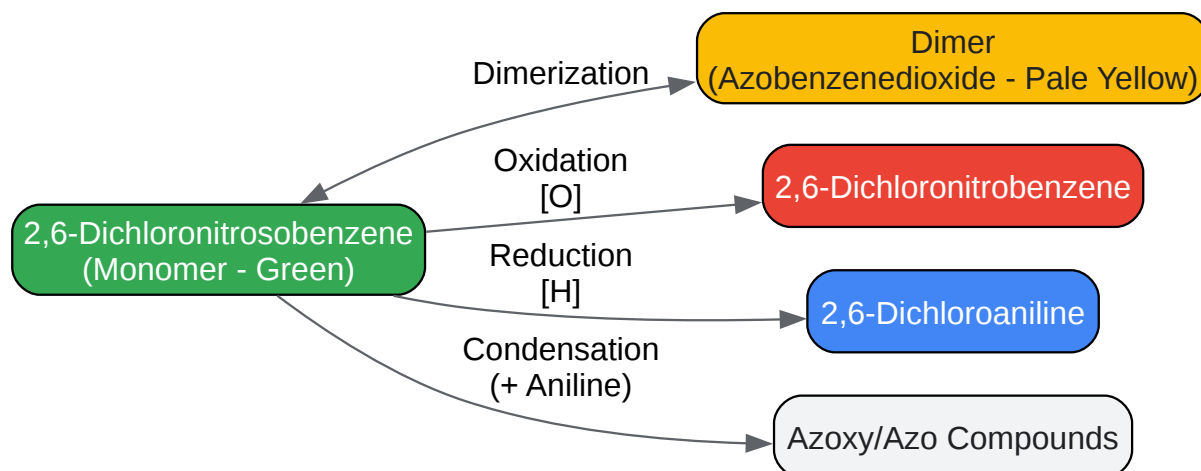 Dimerization
Dimer
(Azobenzenedioxide - Pale Yellow)
Oxidation
[O]
2,6-Dichloronitrobenzene
2,6-Dichloronitrosobenzene
(Monomer - Green)
Reduction
[H]
2,6-Dichloroaniline
Condensation
(+ Aniline)
Azoxy/Azo Compounds